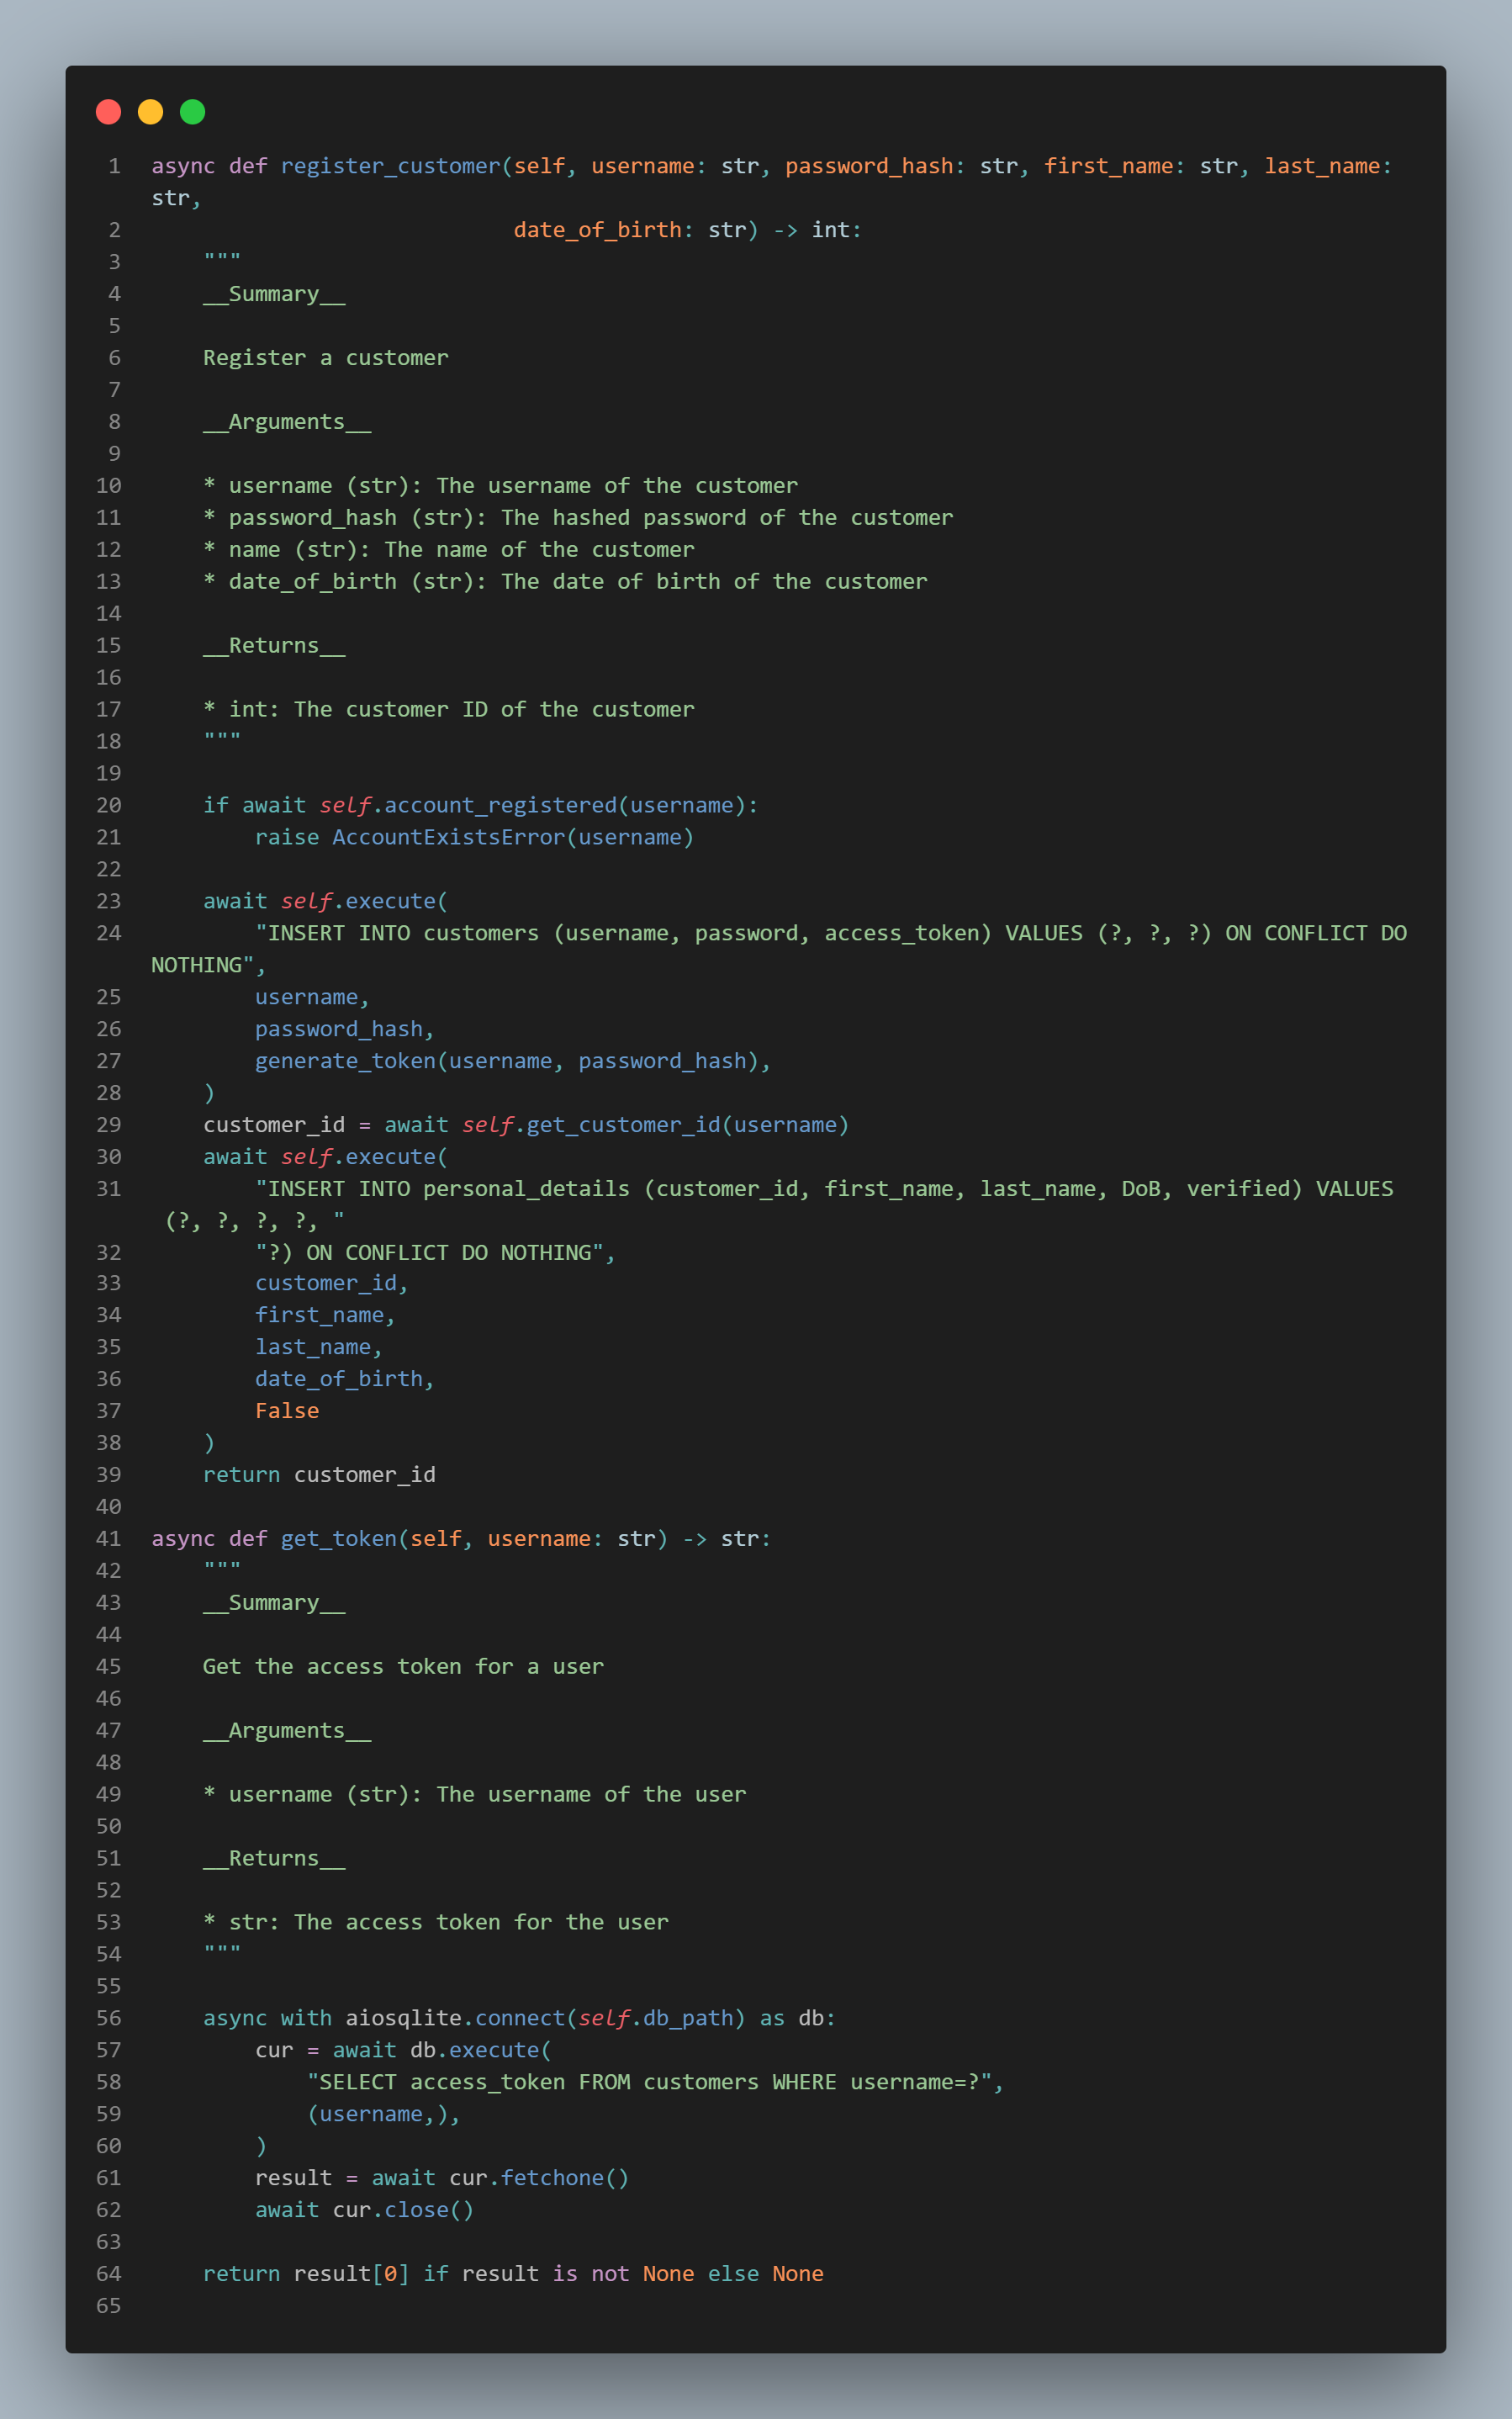 1 async def register_customer(self, username: str, password_hash: str, first_name: str, last_name:
str,
2                             date_of_birth: str) -> int:
3     """
4     __Summary__
5
6     Register a customer
7
8     __Arguments__
9
10     * username (str): The username of the customer
11     * password_hash (str): The hashed password of the customer
12     * name (str): The name of the customer
13     * date_of_birth (str): The date of birth of the customer
14
15     __Returns__
16
17     * int: The customer ID of the customer
18     """
19
20     if await self.account_registered(username):
21         raise AccountExistsError(username)
22
23     await self.execute(
24         "INSERT INTO customers (username, password, access_token) VALUES (?, ?, ?) ON CONFLICT DO
NOTHING",
25         username,
26         password_hash,
27         generate_token(username, password_hash),
28     )
29     customer_id = await self.get_customer_id(username)
30     await self.execute(
31         "INSERT INTO personal_details (customer_id, first_name, last_name, DoB, verified) VALUES
 (?, ?, ?, ?, "
32         "?) ON CONFLICT DO NOTHING",
33         customer_id,
34         first_name,
35         last_name,
36         date_of_birth,
37         False
38     )
39     return customer_id
40
41 async def get_token(self, username: str) -> str:
42     """
43     __Summary__
44
45     Get the access token for a user
46
47     __Arguments__
48
49     * username (str): The username of the user
50
51     __Returns__
52
53     * str: The access token for the user
54     """
55
56     async with aiosqlite.connect(self.db_path) as db:
57         cur = await db.execute(
58             "SELECT access_token FROM customers WHERE username=?",
59             (username,),
60         )
61         result = await cur.fetchone()
62         await cur.close()
63
64     return result[0] if result is not None else None
65